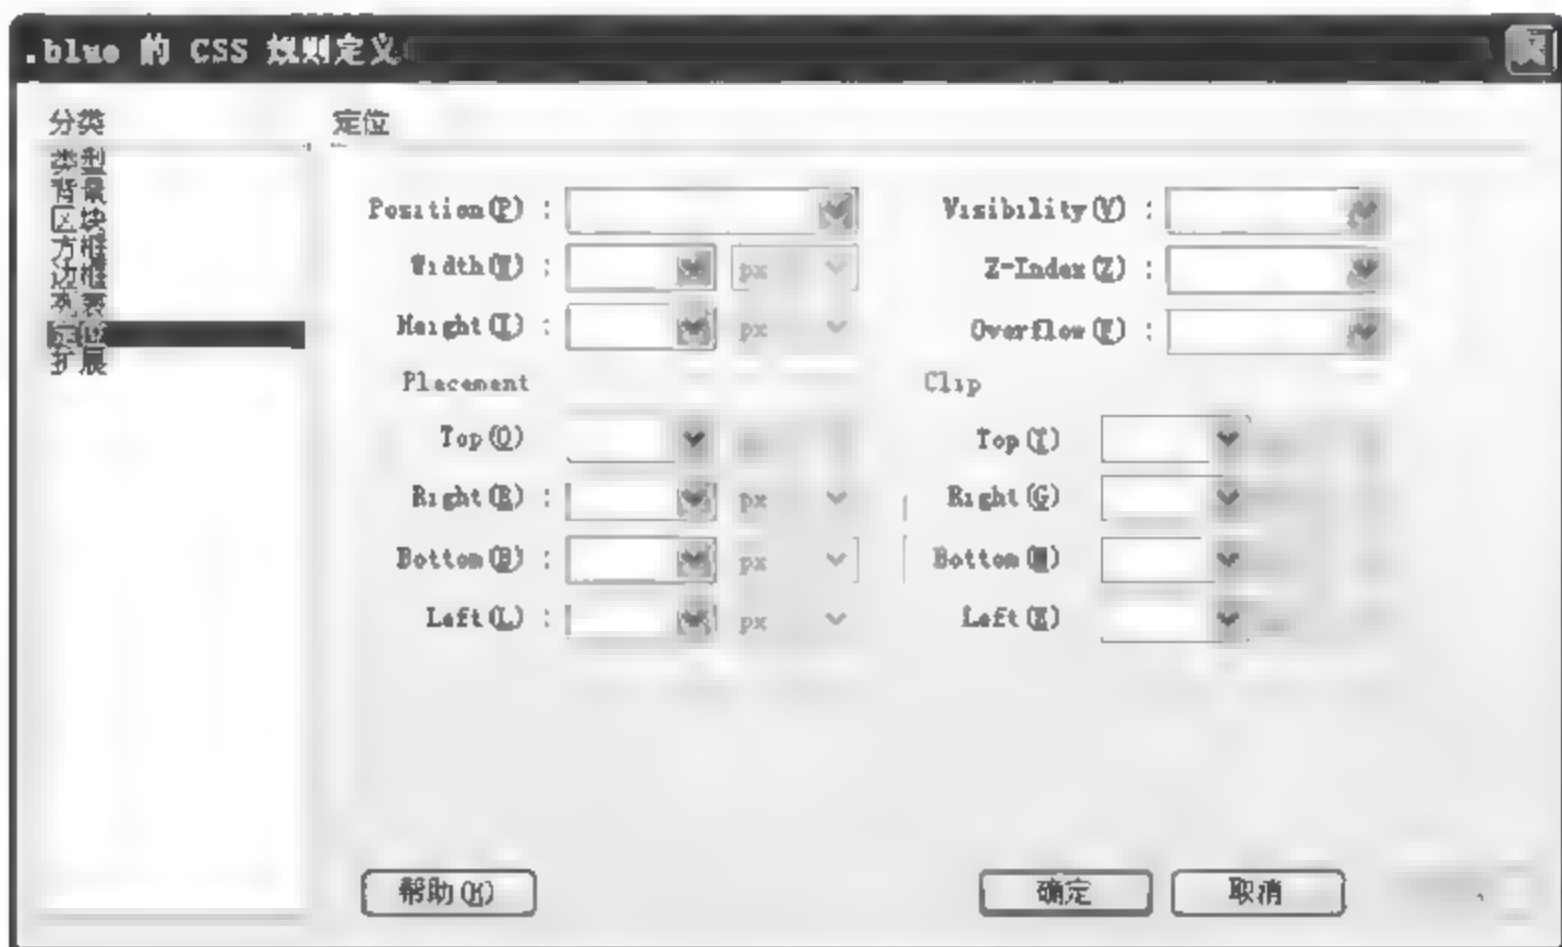 .blue 的 CSS 规则定义
分类
类型
背景
区块
方框
边框
列表
定位
扩展
定位
Position(P) :
Width(W) : px
Height(I) : px
Visibility(V) :
Z-Index(Z) :
Overflow(F) :
Placement
Top(O)
Right(R) : px
Bottom(B) : px
Left(L) : px
Clip
Top(T)
Right(G)
Bottom
Left
帮助(H)
确定
取消